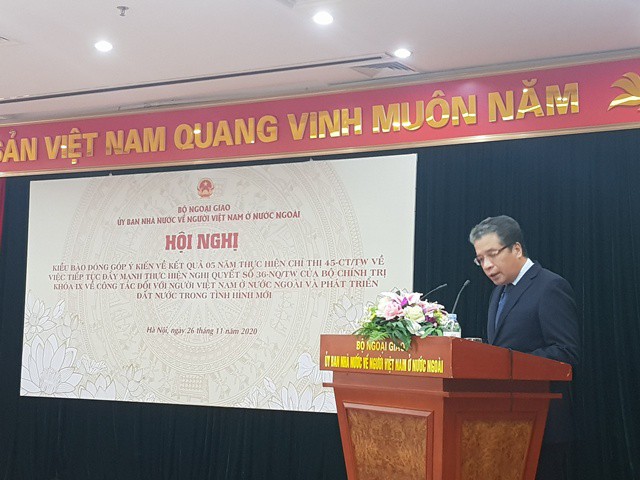 SẢN VIỆT NAM QUANG VINH MUÔN NĂM
BỘ NGOẠI GIAO
ỦY BAN NHÀ NƯỚC VỀ NGƯỜI VIỆT NAM Ở NƯỚC NGOÀI
HỘI NGHỊ
KIỀU BÀO ĐÓNG GÓP Ý KIẾN VỀ KẾT QUẢ 05 NĂM THỰC HIỆN CHỈ THỊ 45-CT/TW VỀ
VIỆC TIẾP TỤC ĐẨY MẠNH THỰC HIỆN NGHỊ QUYẾT SỐ 36-NQ/TW CỦA BỘ CHÍNH TRỊ
KHÓA IX VỀ CÔNG TÁC ĐỐI VỚI NGƯỜI VIỆT NAM Ở NƯỚC NGOÀI VÀ PHÁT TRIỂN
ĐẤT NƯỚC TRONG TÌNH HÌNH MỚI
Hà Nội, ngày 26 tháng 11 năm 2020
BỘ NGOẠI GIAO
ỦY BAN NHÀ NƯỚC VỀ NGƯỜI VIỆT NAM Ở NƯỚC NGOÀI